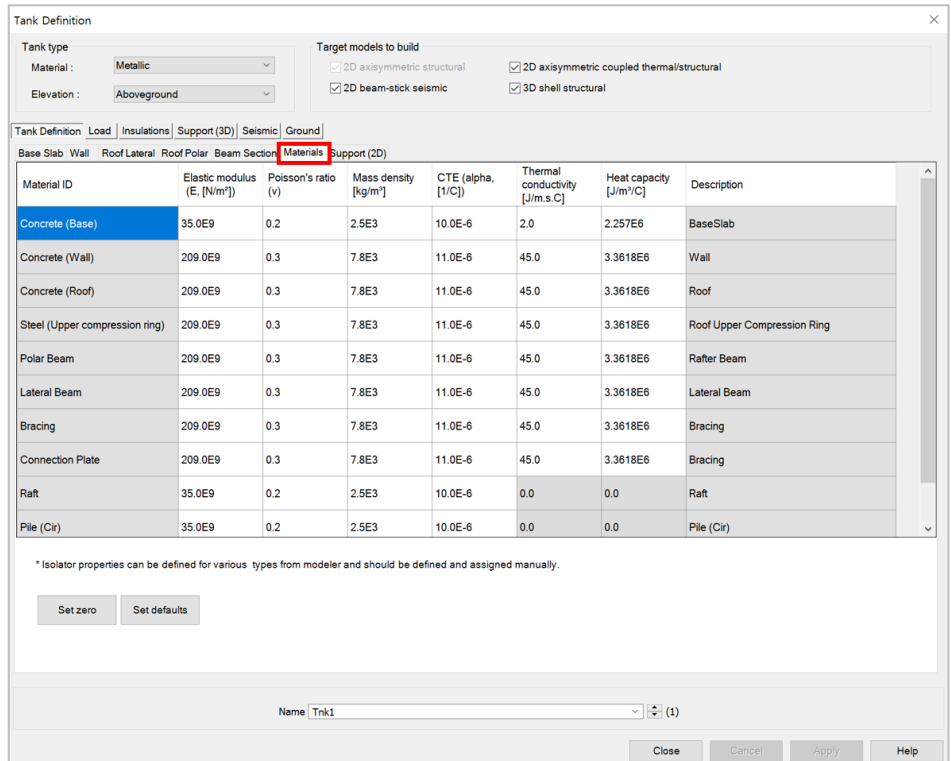 Tank Definition
Tank type
Material : Metallic
Elevation : Aboveground
Target models to build
2D axisymmetric structural
2D axisymmetric coupled thermal/structural
2D beam-stick seismic
3D shell structural
Tank Definition Load Insulations Support (3D) Seismic Ground
Base Slab Wall Roof Lateral Roof Polar Beam Section Materials Support (2D)
Material ID Elastic modulus (E, [N/m²]) Poisson's ratio (v) Mass density [kg/m³] CTE (alpha, [1/C]) Thermal conductivity [J/m.s.C] Heat capacity [J/m³/C] Description
Concrete (Base) 35.0E9 0.2 2.5E3 10.0E-6 2.0 2.257E6 BaseSlab
Concrete (Wall) 209.0E9 0.3 7.8E3 11.0E-6 45.0 3.3618E6 Wall
Concrete (Roof) 209.0E9 0.3 7.8E3 11.0E-6 45.0 3.3618E6 Roof
Steel (Upper compression ring) 209.0E9 0.3 7.8E3 11.0E-6 45.0 3.3618E6 Roof Upper Compression Ring
Polar Beam 209.0E9 0.3 7.8E3 11.0E-6 45.0 3.3618E6 Rafter Beam
Lateral Beam 209.0E9 0.3 7.8E3 11.0E-6 45.0 3.3618E6 Lateral Beam
Bracing 209.0E9 0.3 7.8E3 11.0E-6 45.0 3.3618E6 Bracing
Connection Plate 209.0E9 0.3 7.8E3 11.0E-6 45.0 3.3618E6 Bracing
Raft 35.0E9 0.2 2.5E3 10.0E-6 0.0 0.0 Raft
Pile (Cir) 35.0E9 0.2 2.5E3 10.0E-6 0.0 0.0 Pile (Cir)
* Isolator properties can be defined for various types from modeler and should be defined and assigned manually.
Set zero Set defaults
Name Tnk1 (1)
Close Cancel Apply Help